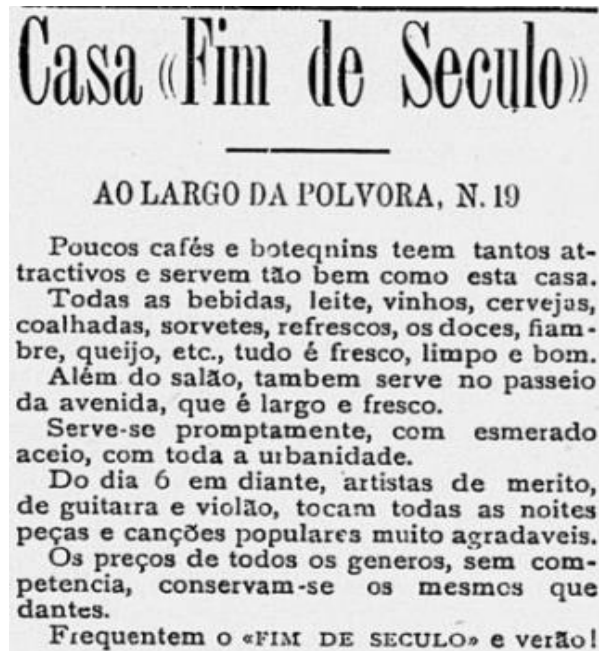 Casa «Fim de Seculo»
AO LARGO DA POLVORA, N. 19
Poucos cafés e boteqnins teem tantos at-
tractivos e servem tão bem como esta casa.
Todas as bebidas, leite, vinhos, cervejas,
coalhadas, sorvetes, refrescos, os doces, fiam-
bre, queijo, etc., tudo é fresco, limpo e bom.
Além do salão, tambem serve no passeio
da avenida, que é largo e fresco.
Serve-se promptamente, com esmerado
aceio, com toda a urbanidade.
Do dia 6 em diante, artistas de merito,
de guitarra e violão, tocam todas as noites
peças e canções populares muito agradaveis.
Os preços de todos os generos, sem com-
petencia, conservam-se os mesmos que
dantes.
Frequentem o «FIM DE SECULO» e verão!